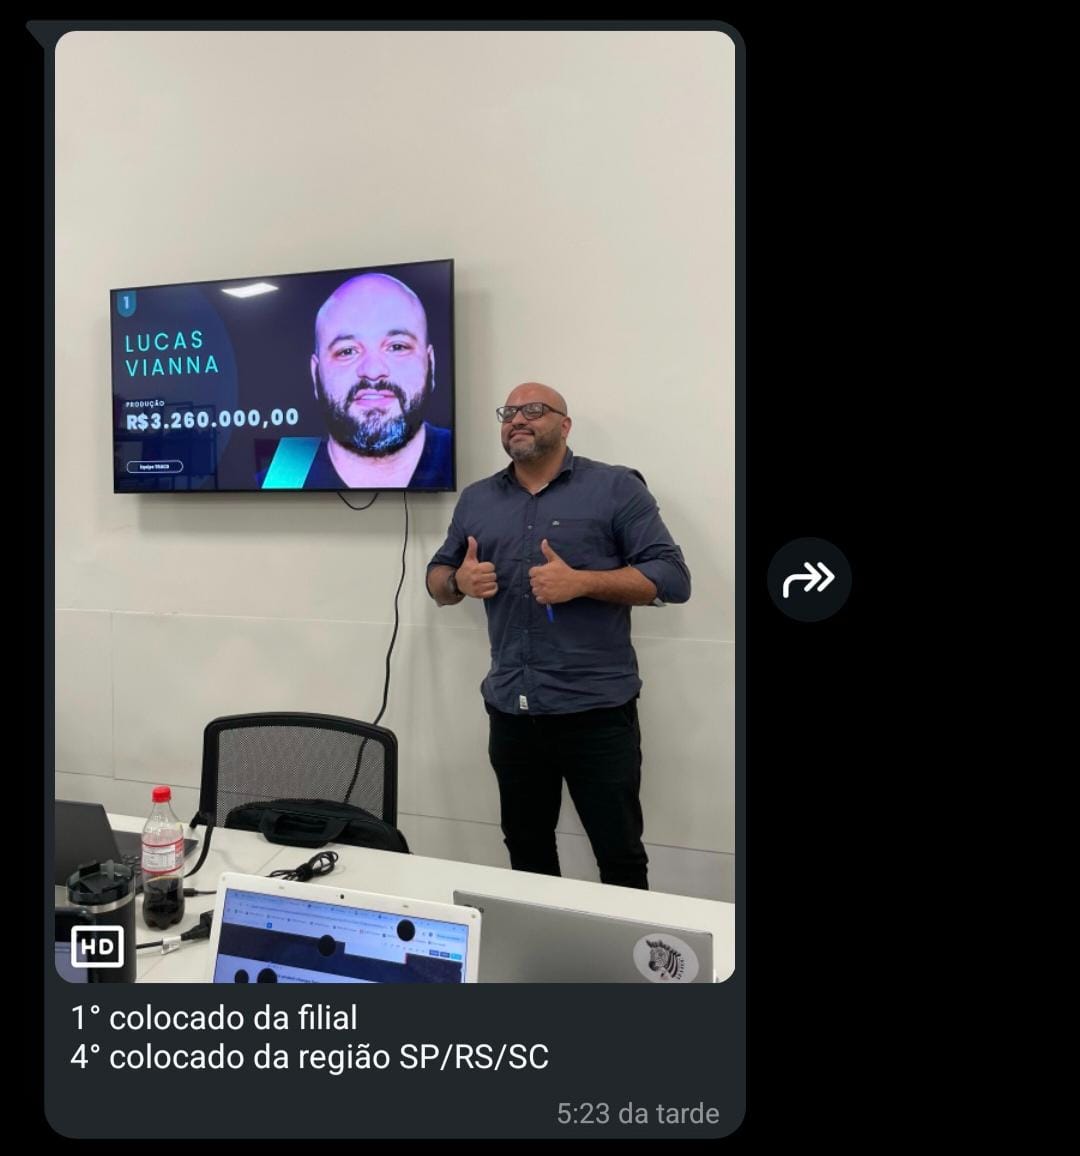 1
LUCAS
VIANNA
PRODUÇÃO
R$3.260.000,00
HD
1° colocado da filial
4° colocado da região SP/RS/SC
5:23 da tarde